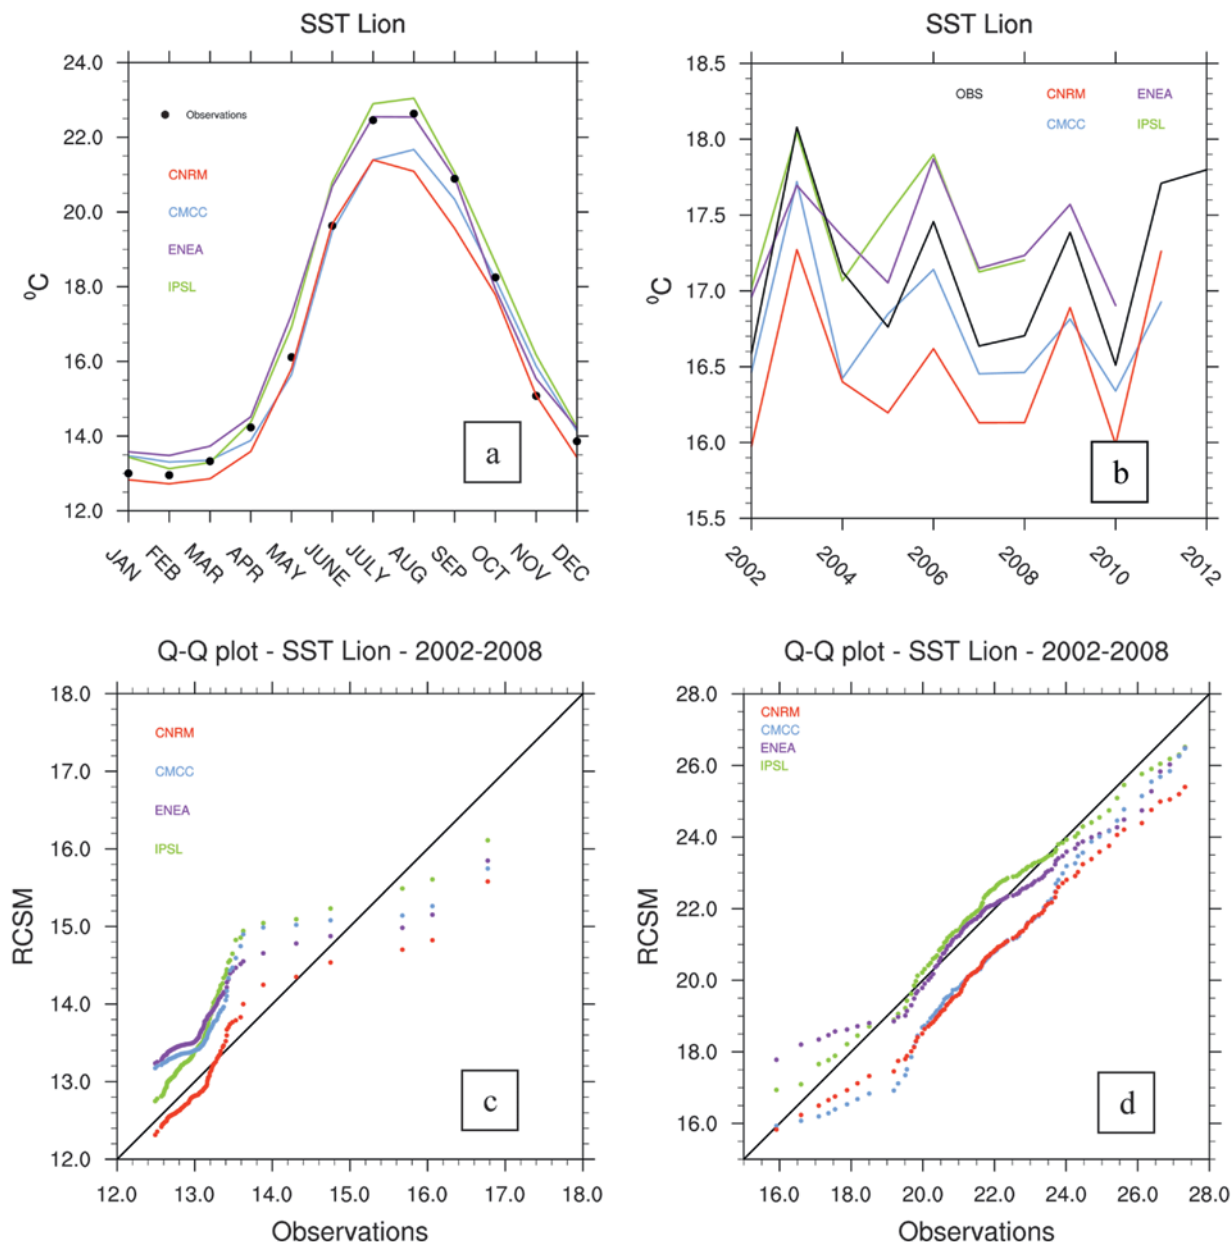 SST Lion
24.0
22.0
20.0
18.0
16.0
14.0
12.0
⁰C
Observations
CNRM
CMCC
ENEA
IPSL
a
JAN
FEB
MAR
APR
MAY
JUNE
JULY
AUG
SEP
OCT
NOV
DEC
SST Lion
18.5
18.0
17.5
17.0
16.5
16.0
15.5
⁰C
OBS CNRM ENEA
CMCC IPSL
b
2002
2004
2006
2008
2010
2012
Q-Q plot - SST Lion - 2002-2008
18.0
17.0
16.0
15.0
14.0
13.0
12.0
RCSM
CNRM
CMCC
ENEA
IPSL
c
12.0 13.0 14.0 15.0 16.0 17.0 18.0
Observations
Q-Q plot - SST Lion - 2002-2008
28.0
26.0
24.0
22.0
20.0
18.0
16.0
RCSM
CNRM
CMCC
ENEA
IPSL
d
16.0 18.0 20.0 22.0 24.0 26.0 28.0
Observations